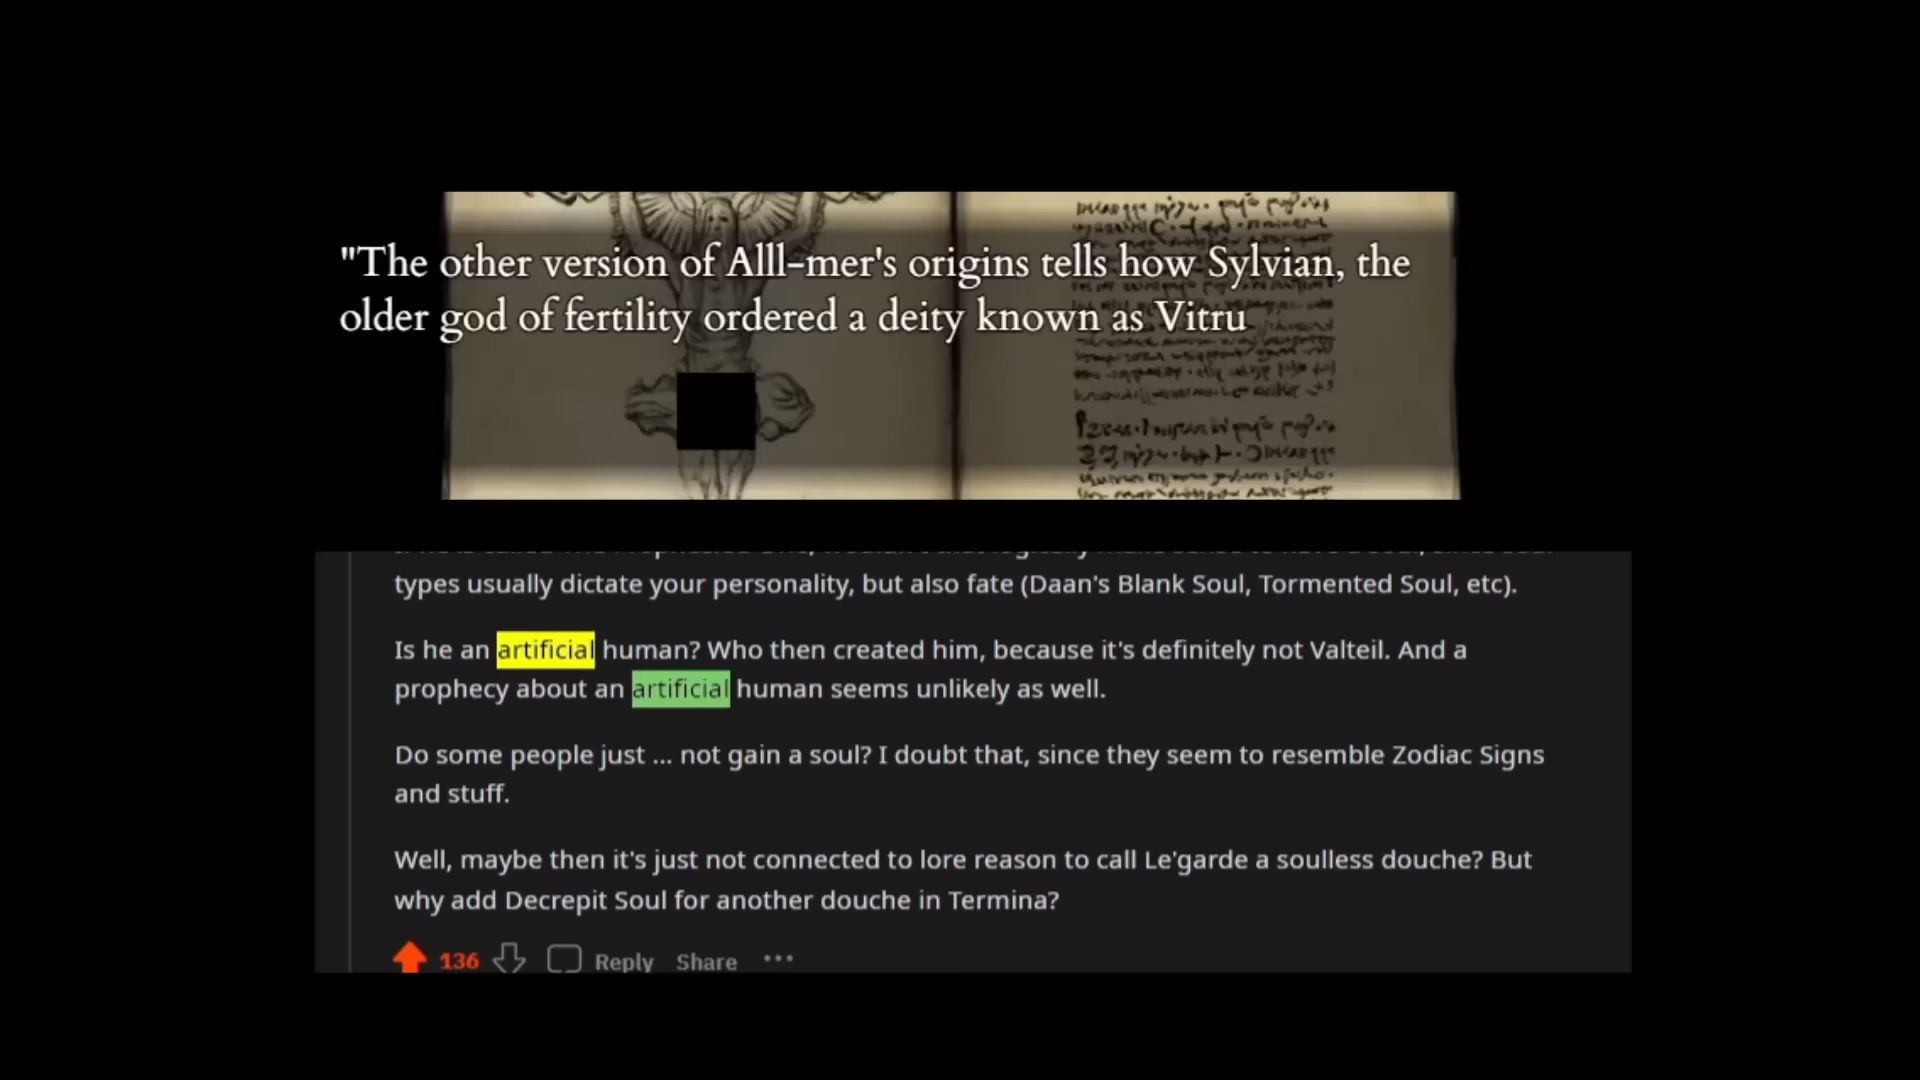 "The other version of Alll-mer's origins tells how Sylvian, the
older god of fertility ordered a deity known as Vitru
types usually dictate your personality, but also fate (Daan's Blank Soul, Tormented Soul, etc).
Is he an artificial human? Who then created him, because it's definitely not Valteil. And a
prophecy about an artificial human seems unlikely as well.
Do some people just ... not gain a soul? I doubt that, since they seem to resemble Zodiac Signs
and stuff.
Well, maybe then it's just not connected to lore reason to call Le'garde a soulless douche? But
why add Decrepit Soul for another douche in Termina?
136 Reply Share ...